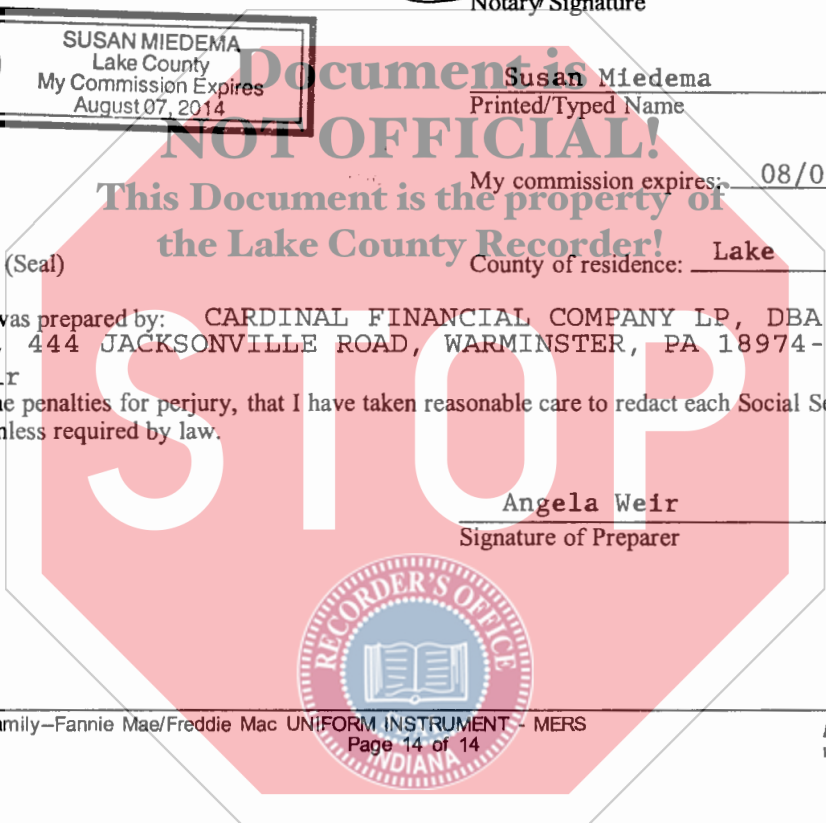 Notary Signature
SUSAN MIEDEMA
Lake County
My Commission Expires
August 07, 2014
Document is
NOT OFFICIAL!
This Document is the property of
the Lake County Recorder!
Susan Miedema
Printed/Typed Name
My commission expires: 08/0
(Seal)
County of residence: Lake
was prepared by: CARDINAL FINANCIAL COMPANY LP, DBA
444 JACKSONVILLE ROAD, WARMINSTER, PA 18974-
ir
e penalties for perjury, that I have taken reasonable care to redact each Social S
nless required by law.
STOP
Angela Weir
Signature of Preparer
RECORDER'S OFFICE
INDIANA
amily-Fannie Mae/Freddie Mac UNIFORM INSTRUMENT - MERS
Page 14 of 14